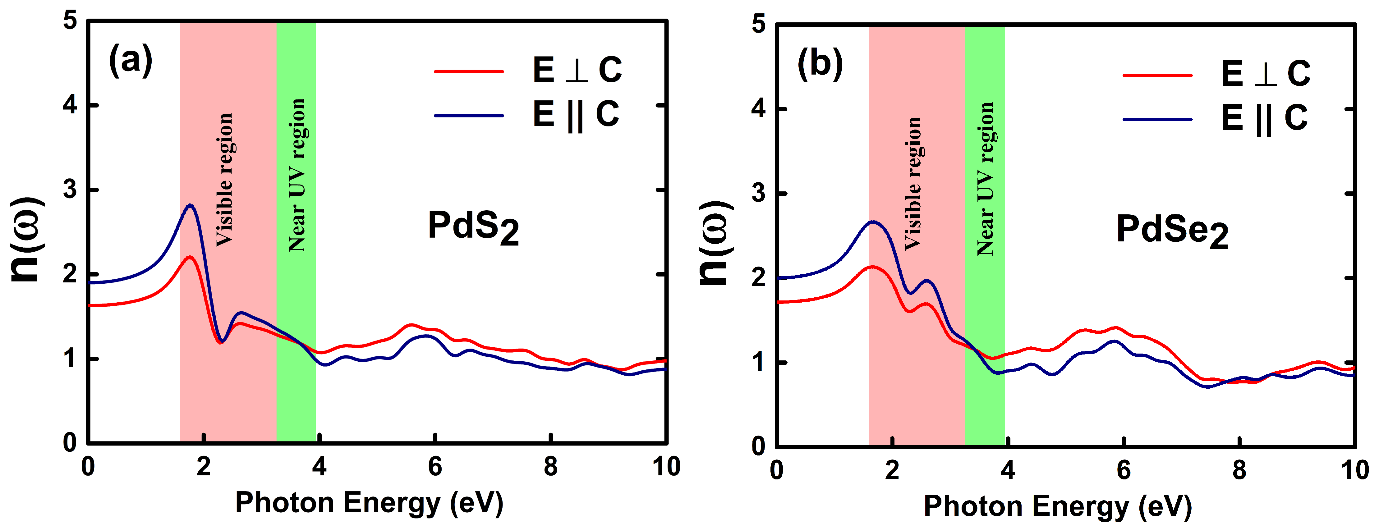 (a)
E ⊥ C
E || C
Visible region
Near UV region
PdS2
n(ω)
5
4
3
2
1
0
0 2 4 6 8 10
Photon Energy (eV)
(b)
E ⊥ C
E || C
Visible region
Near UV region
PdSe2
n(ω)
5
4
3
2
1
0
0 2 4 6 8 10
Photon Energy (eV)